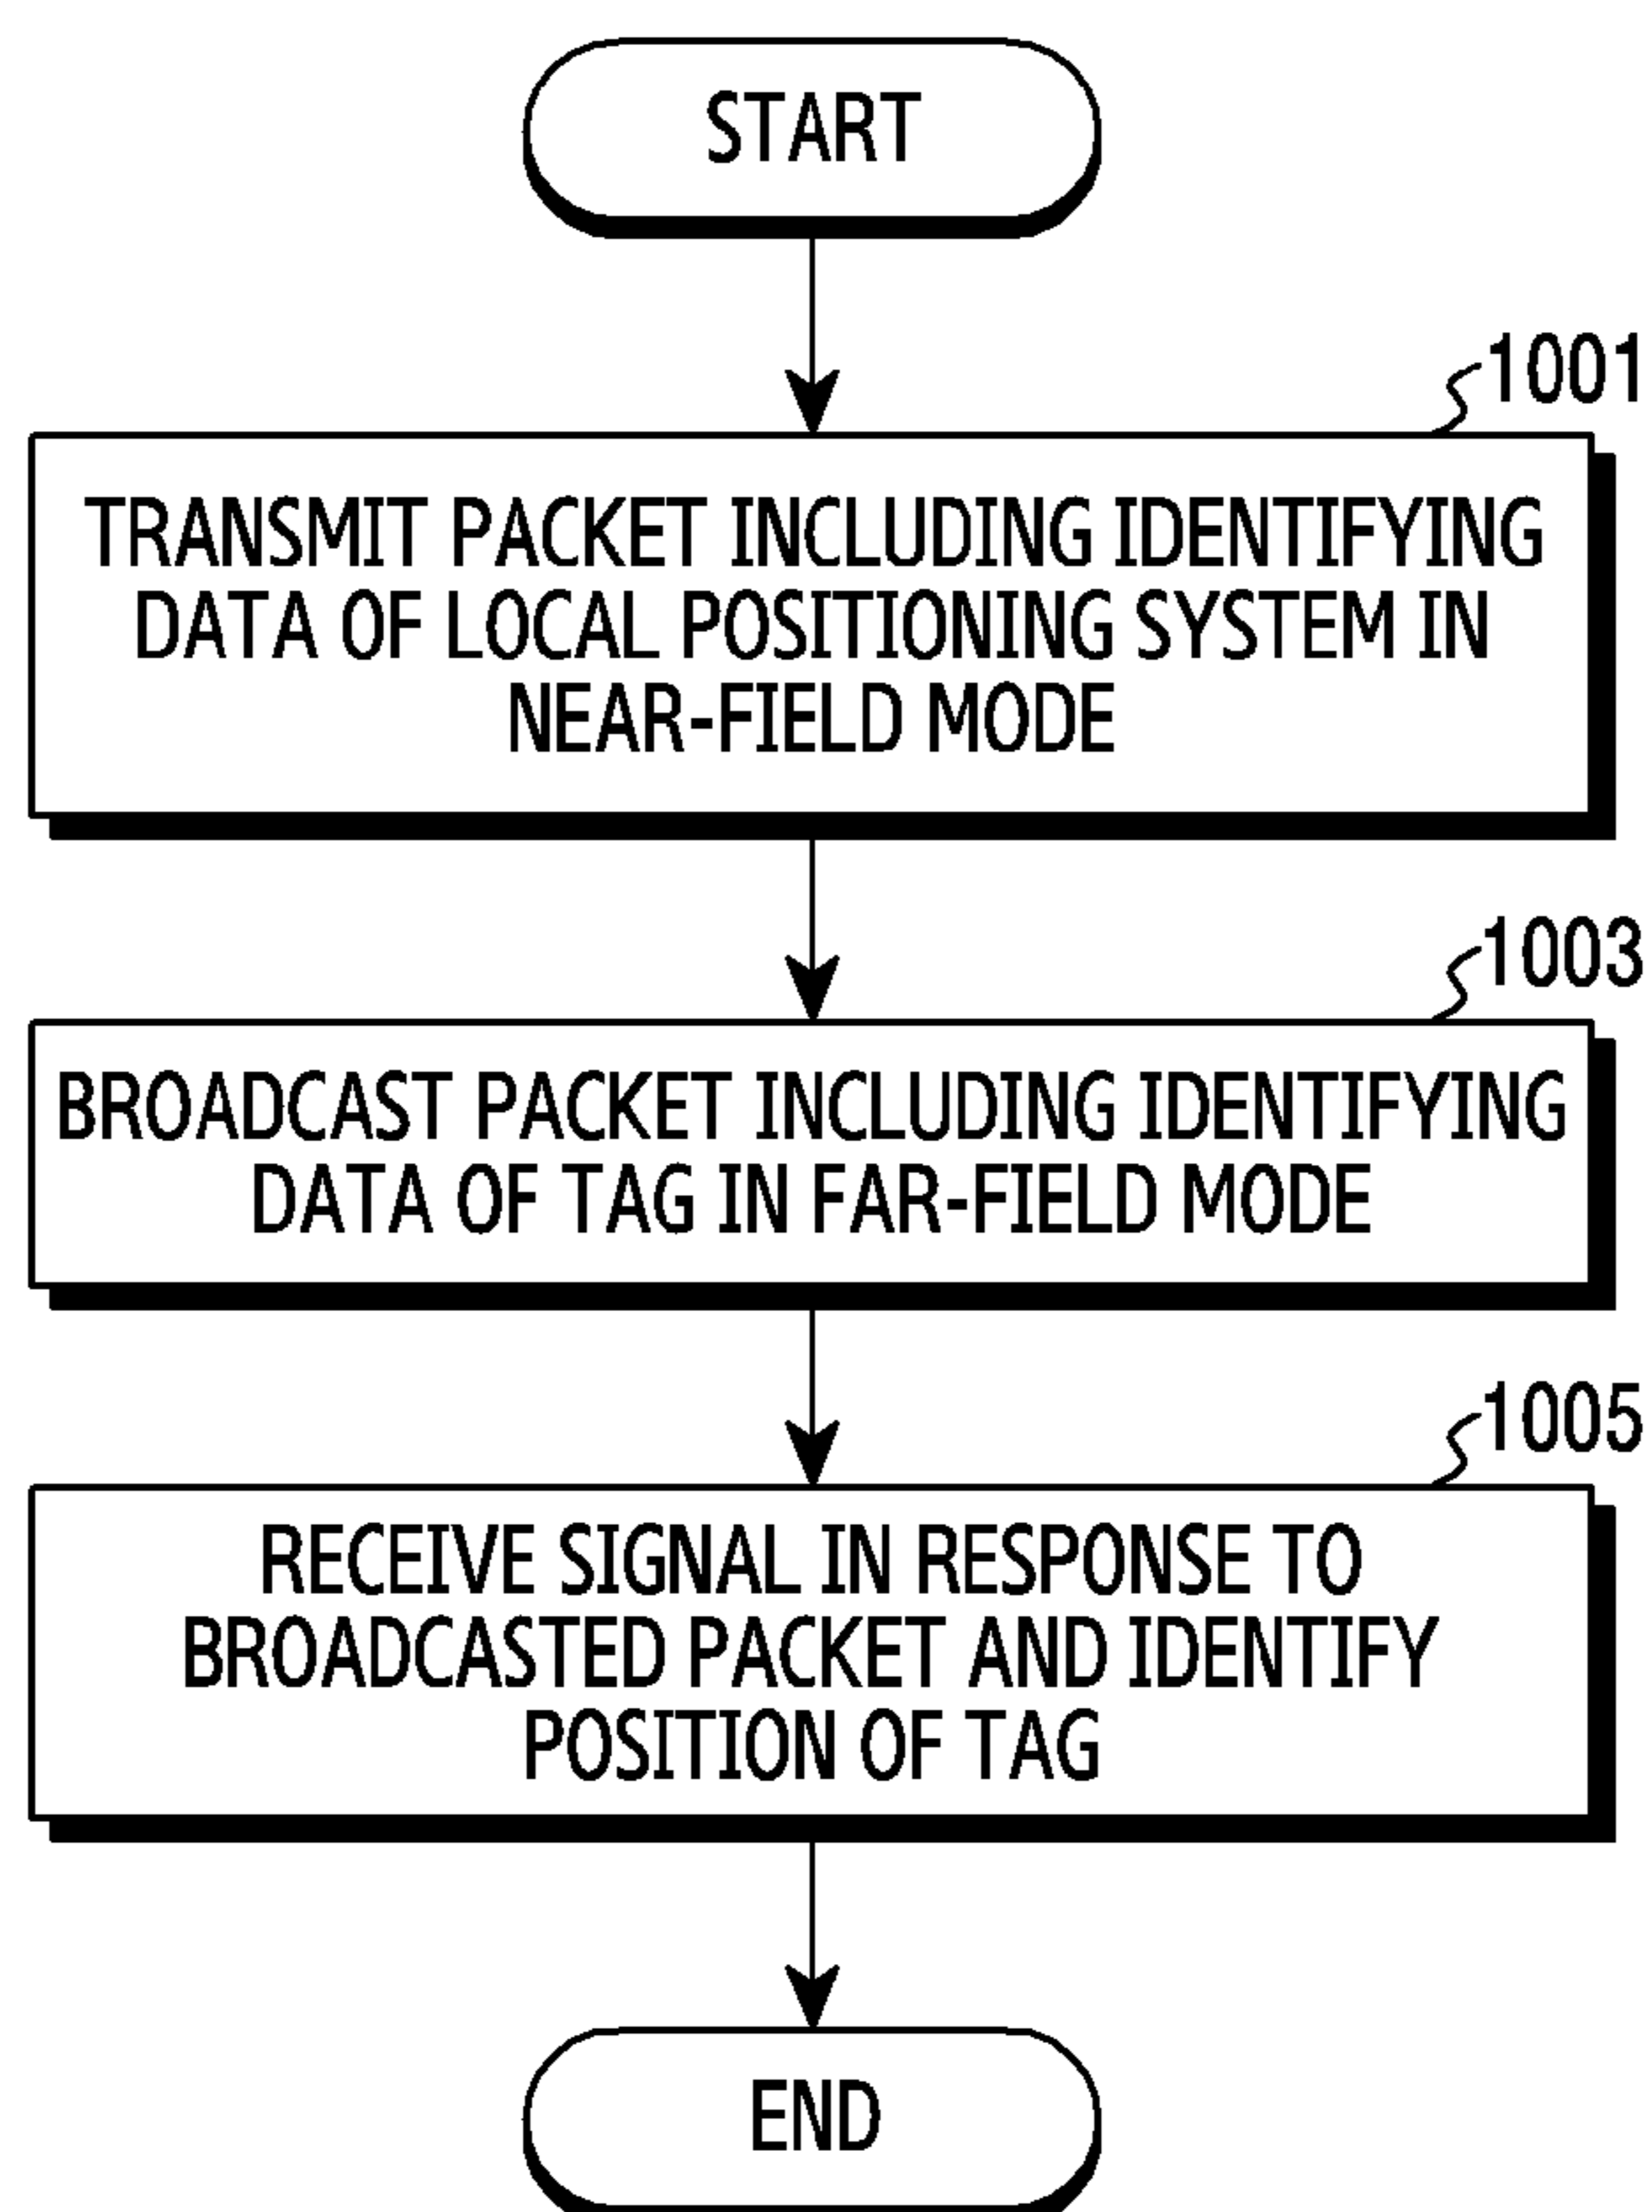 START
1001
TRANSMIT PACKET INCLUDING IDENTIFYING
DATA OF LOCAL POSITIONING SYSTEM IN
NEAR-FIELD MODE
1003
BROADCAST PACKET INCLUDING IDENTIFYING
DATA OF TAG IN FAR-FIELD MODE
1005
RECEIVE SIGNAL IN RESPONSE TO
BROADCASTED PACKET AND IDENTIFY
POSITION OF TAG
END